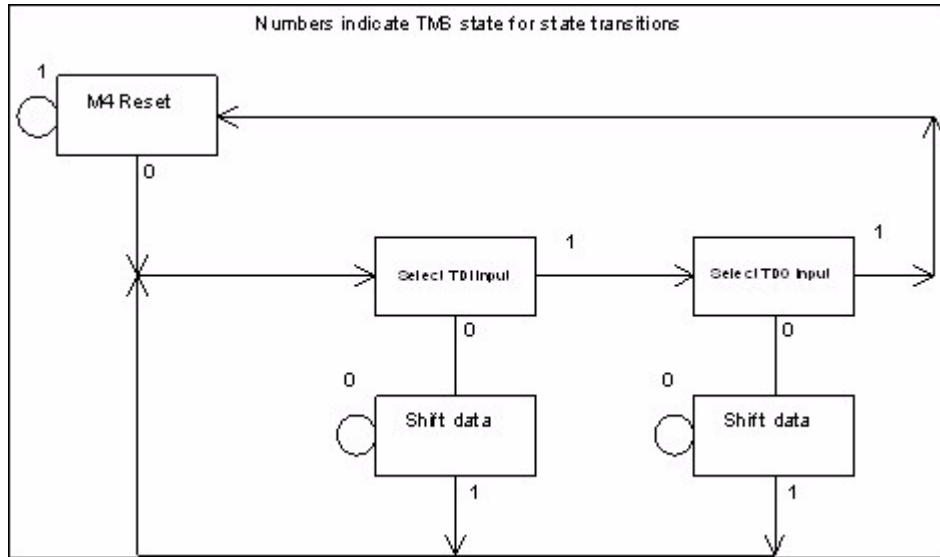 Numbers indicate TMS state for state transitions
1
M4 Reset
0
1
1
Select TDI Input
Select TDO Input
0
0
0
0
Shift data
Shift data
1
1